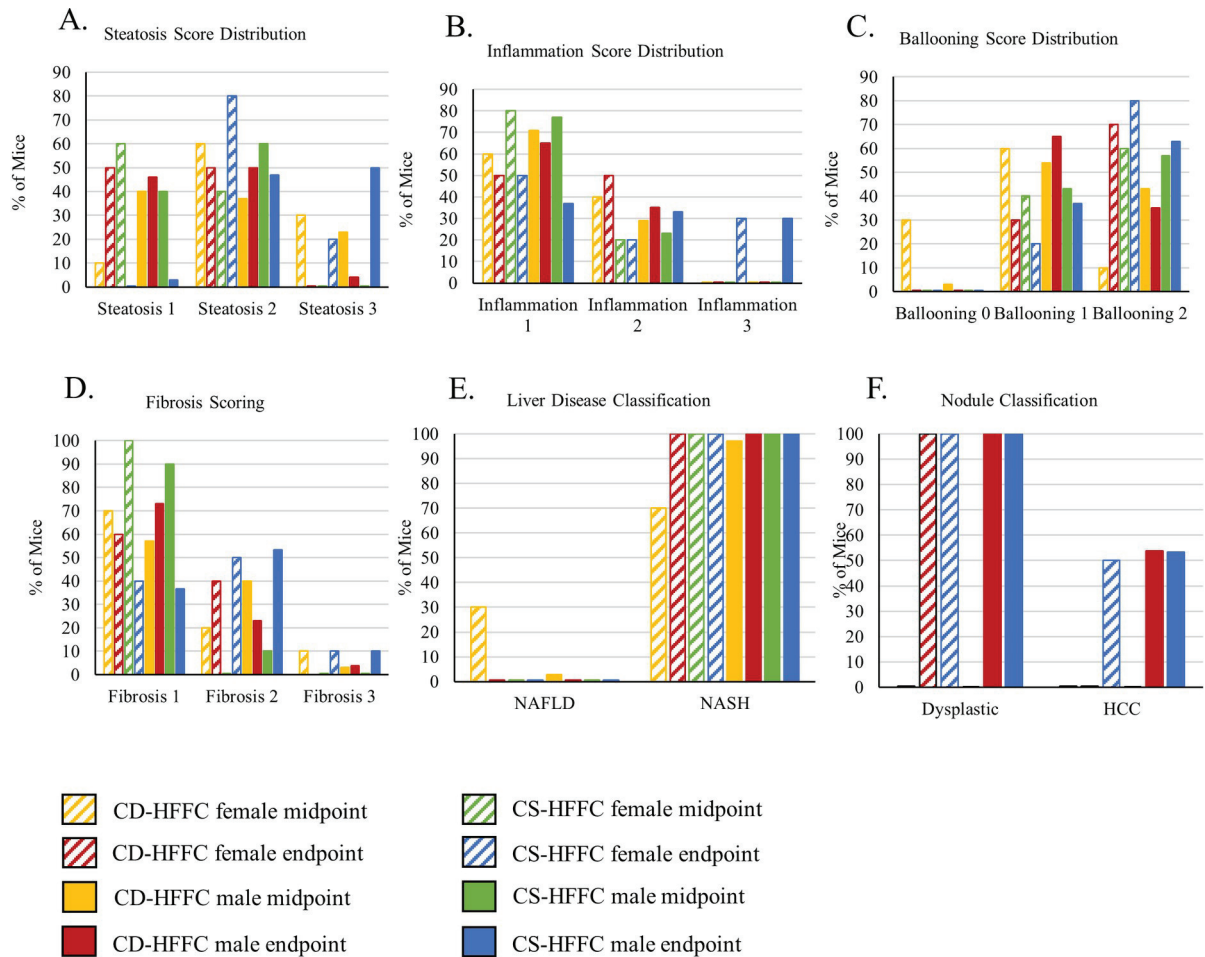 A.
Steatosis Score Distribution
90
80
70
60
50
40
30
20
10
0
% of Mice
Steatosis 1 Steatosis 2 Steatosis 3
B.
Inflammation Score Distribution
90
80
70
60
50
40
30
20
10
0
% of Mice
Inflammation Inflammation Inflammation
1 2 3
C.
Ballooning Score Distribution
90
80
70
60
50
40
30
20
10
0
% of Mice
Ballooning 0 Ballooning 1 Ballooning 2
D.
Fibrosis Scoring
100
90
80
70
60
50
40
30
20
10
0
% of Mice
Fibrosis 1 Fibrosis 2 Fibrosis 3
E.
Liver Disease Classification
100
90
80
70
60
50
40
30
20
10
0
% of Mice
NAFLD NASH
F.
Nodule Classification
100
90
80
70
60
50
40
30
20
10
0
% of Mice
Dysplastic HCC
CD-HFFC female midpoint
CD-HFFC female endpoint
CD-HFFC male midpoint
CD-HFFC male endpoint
CS-HFFC female midpoint
CS-HFFC female endpoint
CS-HFFC male midpoint
CS-HFFC male endpoint